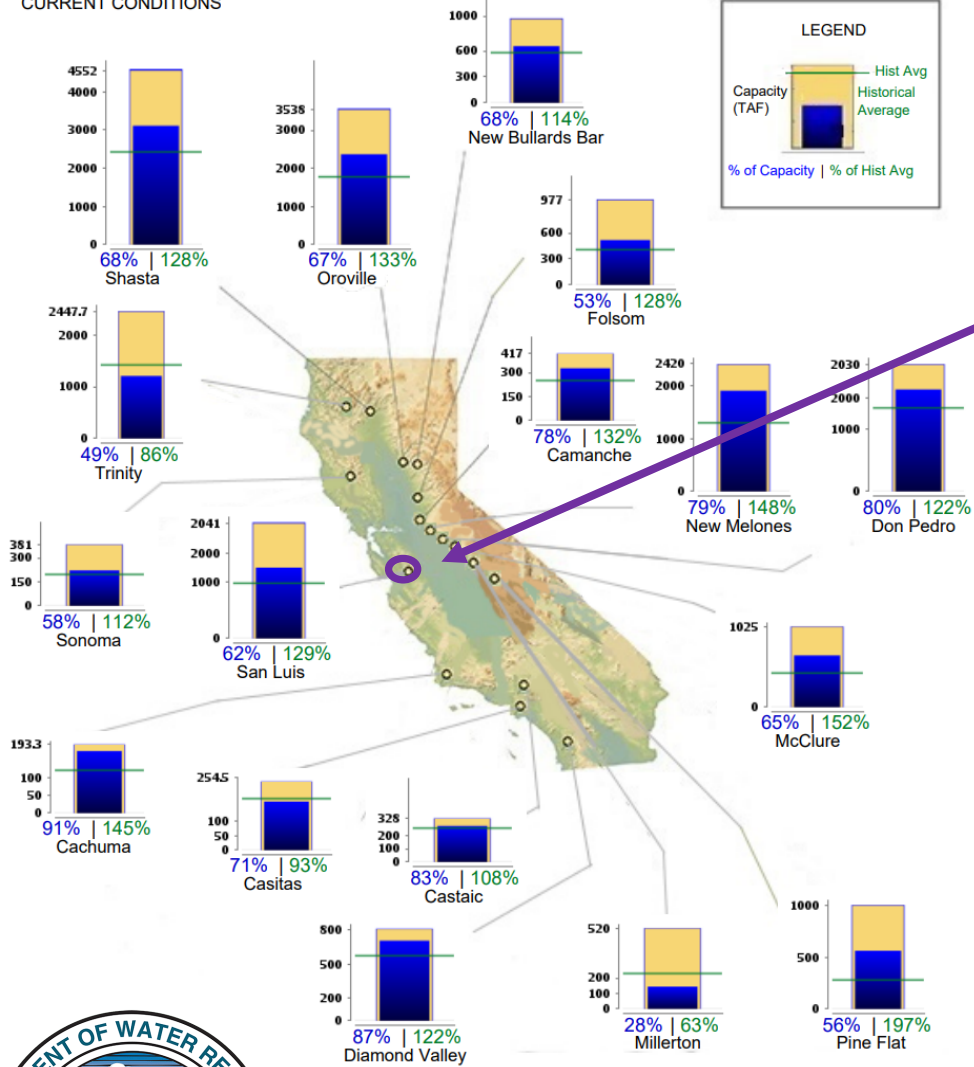 CURRENT CONDITIONS
LEGEND
Hist Avg
Capacity
(TAF)
Historical
Average
% of Capacity | % of Hist Avg
1000
600
300
0
68% | 114%
New Bullards Bar
4552
4000
3000
2000
1000
0
68% | 128%
Shasta
3538
3000
2000
1000
0
67% | 133%
Oroville
977
600
300
0
53% | 128%
Folsom
2447.7
2000
1000
0
49% | 86%
Trinity
417
300
150
0
78% | 132%
Camanche
2420
2000
1000
0
79% | 148%
New Melones
2030
2000
1000
0
80% | 122%
Don Pedro
381
300
150
0
58% | 112%
Sonoma
2041
2000
1000
0
62% | 129%
San Luis
1025
0
65% | 152%
McClure
193.3
100
50
0
91% | 145%
Cachuma
254.5
100
50
0
71% | 93%
Casitas
328
200
100
0
83% | 108%
Castaic
800
500
200
0
87% | 122%
Diamond Valley
520
200
100
0
28% | 63%
Millerton
1000
500
0
56% | 197%
Pine Flat
ENT OF WATER RE